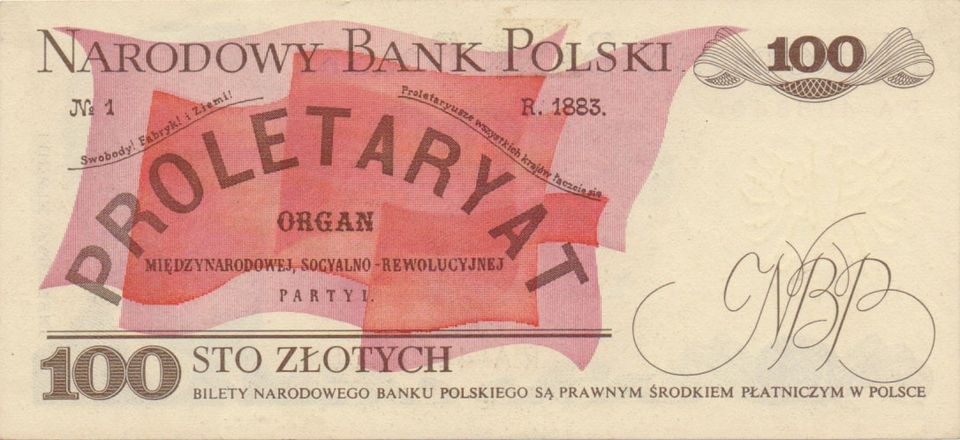 NARODOWY BANK POLSKI
100
№ 1
R. 1883.
Swobody! Fabryk! i Ziemi!
Proletaryusze wszystkich krajów łączcie się
PROLETARYAT
ORGAN
MIĘDZYNARODOWEJ, SOCYALNO-REWOLUCYJNEJ
PARTYI.
NBP
100 STO ZŁOTYCH
BILETY NARODOWEGO BANKU POLSKIEGO SĄ PRAWNYM ŚRODKIEM PŁATNICZYM W POLSCE